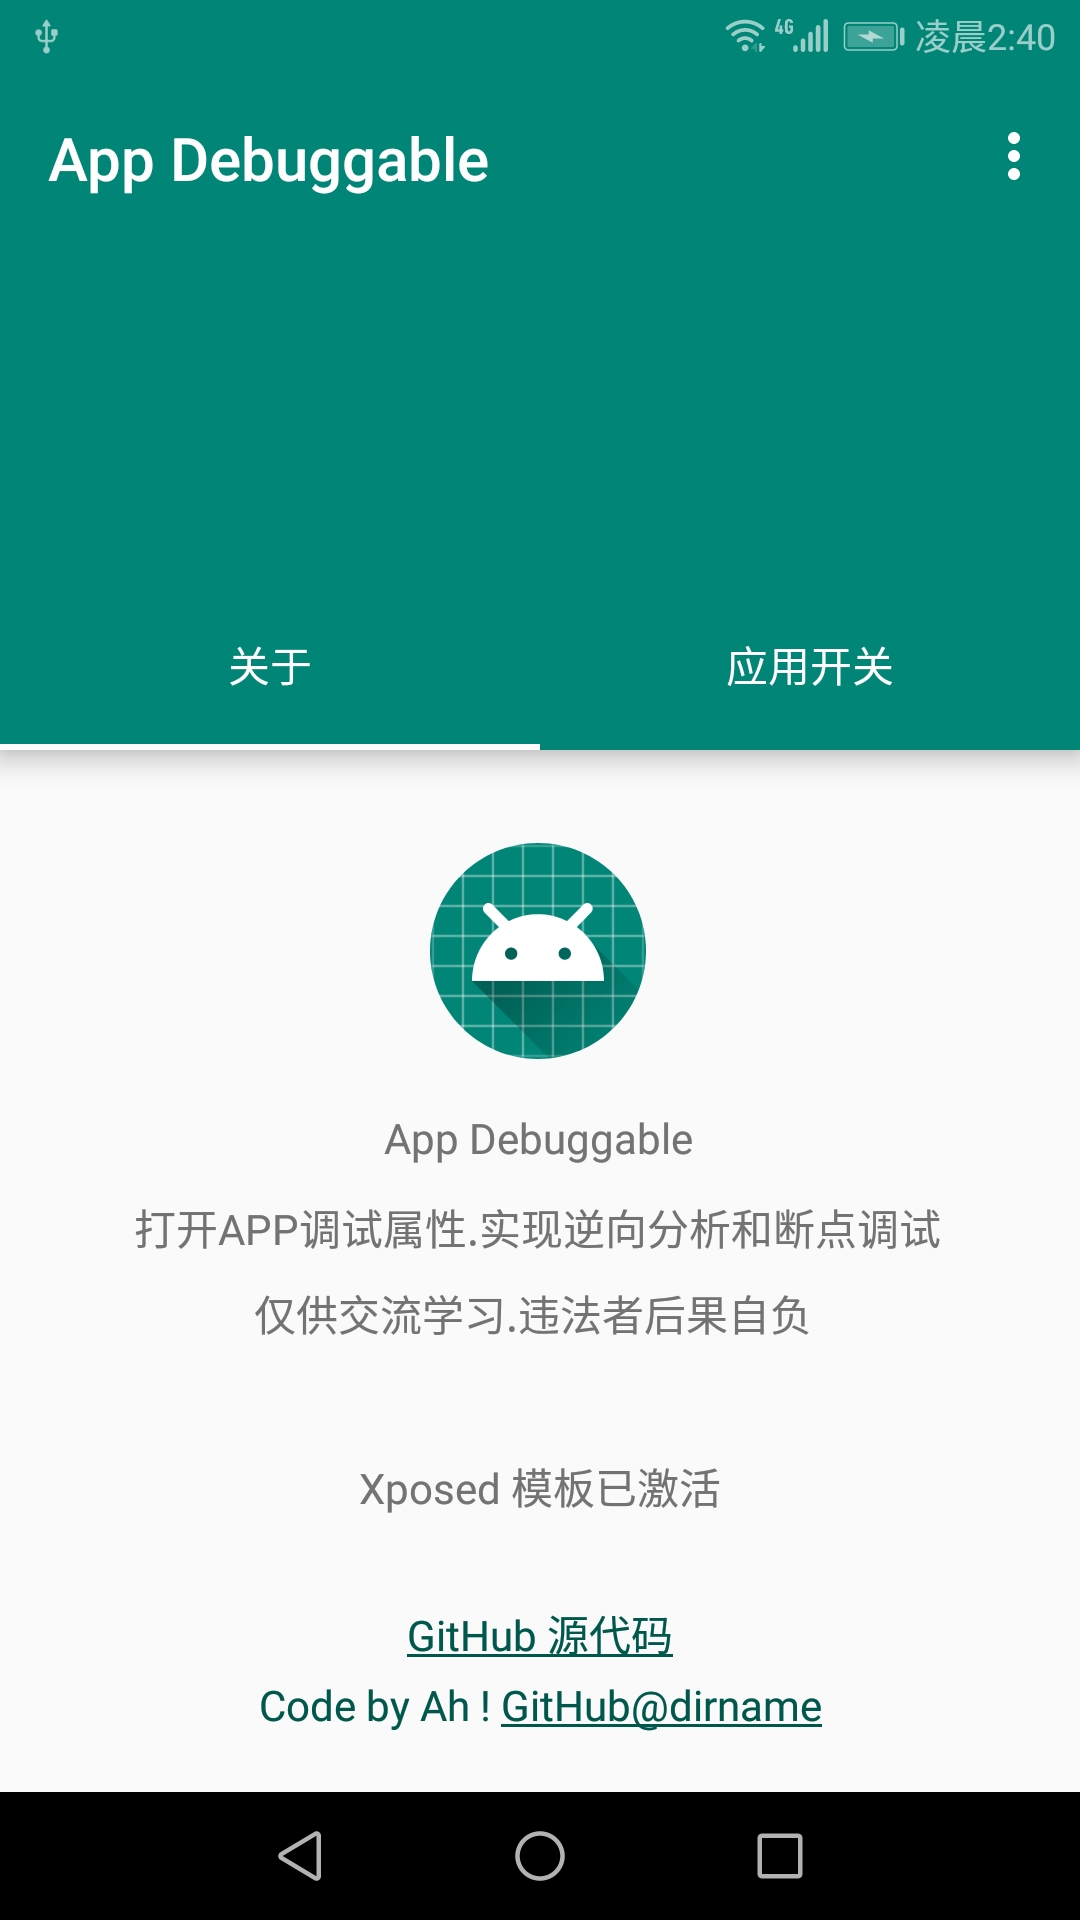 4G 凌晨2:40
App Debuggable
关于 应用开关
App Debuggable
打开APP调试属性.实现逆向分析和断点调试
仅供交流学习.违法者后果自负
Xposed 模板已激活
GitHub 源代码
Code by Ah ! GitHub@dirname